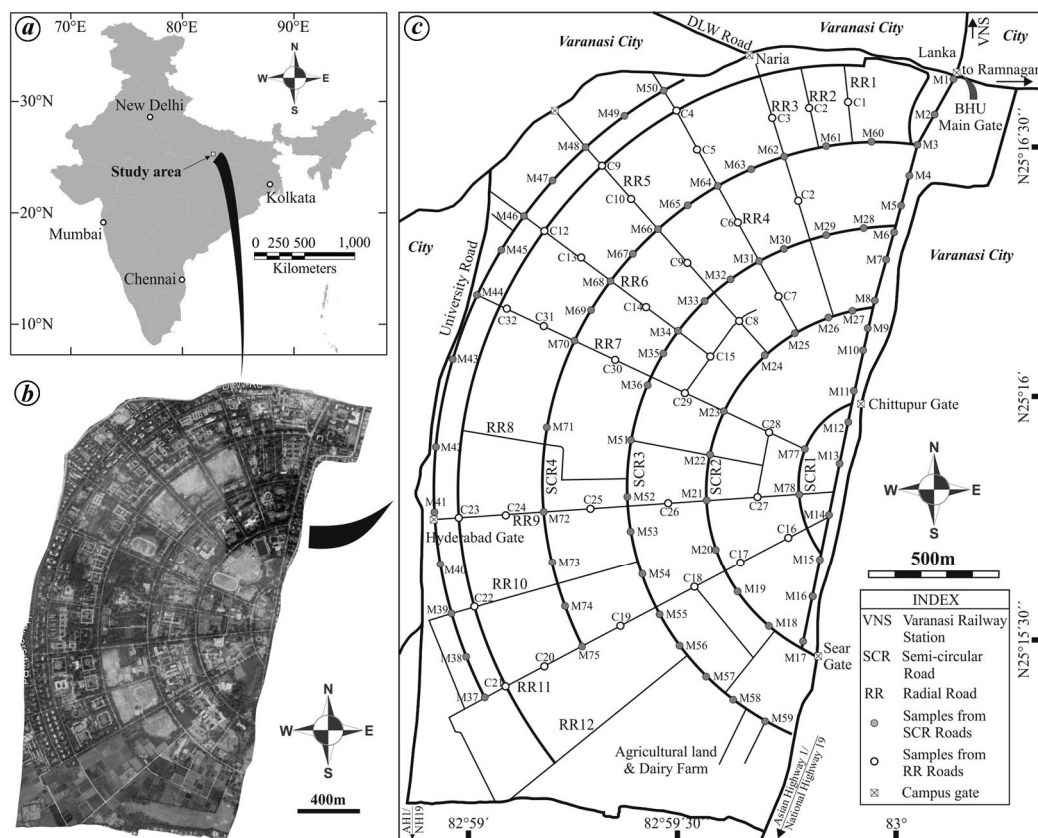 a
70°E
80°E
90°E
30°N
20°N
10°N
N
W
E
S
New Delhi
Study area
Kolkata
Mumbai
Chennai
0 250 500 1,000
Kilometers
b
N
W
E
S
400m
c
Varanasi City
DLW Road
Naria
Varanasi City
Lanka
VNS
City
to Ramnagar
BHU
Main Gate
N25°16'30"
M1
M2
M3
M4
M5
M6
M7
M8
M9
M10
M11
M12
M13
M14
M15
M16
M17
M18
M19
M20
M21
M22
M23
M24
M25
M26
M27
M28
M29
M30
M31
M32
M33
M34
M35
M36
M37
M38
M39
M40
M41
M42
M43
M44
M45
M46
M47
M48
M49
M50
M51
M52
M53
M54
M55
M56
M57
M58
M59
M60
M61
M62
M63
M64
M65
M66
M67
M68
M69
M70
M71
M72
M73
M74
M75
M77
M78
RR1
RR2
RR3
RR4
RR5
RR6
RR7
RR8
RR9
RR10
RR11
RR12
C1
C2
C3
C2
C4
C5
C6
C7
C8
C9
C10
C9
C12
C13
C14
C15
C16
C17
C18
C19
C20
C21
C22
C23
C24
C25
C26
C27
C28
C29
C30
C31
C32
SCR1
SCR2
SCR3
SCR4
City
University Road
Varanasi City
N25°16'
Chittupur Gate
Hyderabad Gate
N
W
E
S
500m
Sear
Gate
N25°15'30"
Agricultural land
& Dairy Farm
Asian Highway 1/
National Highway 19
AH1/
NH19
82°59'
82°59'30"
83°
INDEX
VNS Varanasi Railway
Station
SCR Semi-circular
Road
RR Radial Road
Samples from
SCR Roads
Samples from
RR Roads
Campus gate